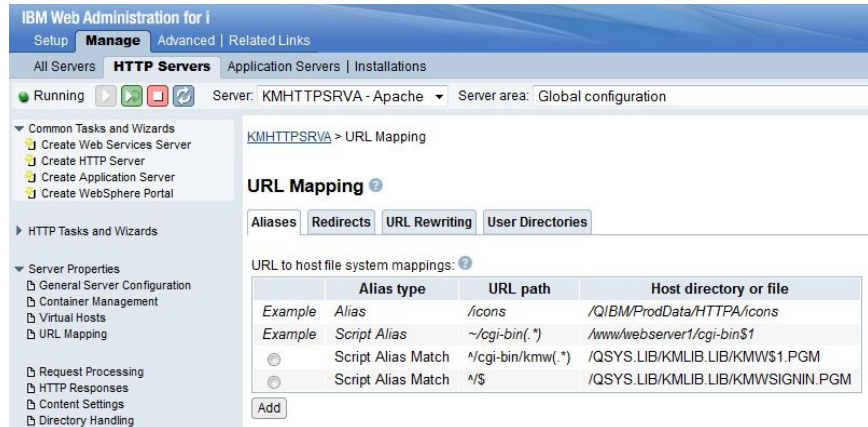 IBM Web Administration for i
Setup Manage Advanced | Related Links
All Servers HTTP Servers Application Servers | Installations
Running Server: KMHTTPSRVA - Apache Server area: Global configuration
Common Tasks and Wizards
Create Web Services Server
Create HTTP Server
Create Application Server
Create WebSphere Portal
HTTP Tasks and Wizards
Server Properties
General Server Configuration
Container Management
Virtual Hosts
URL Mapping
Request Processing
HTTP Responses
Content Settings
Directory Handling
KMHTTPSRVA > URL Mapping
URL Mapping ?
Aliases Redirects URL Rewriting User Directories
URL to host file system mappings: ?
Alias type URL path Host directory or file
Example Alias /icons /QIBM/ProdData/HTTPA/icons
Example Script Alias ~/cgi-bin(.*) /www/webserver1/cgi-bin$1
Script Alias Match ^/cgi-bin/kmw(.*) /QSYS.LIB/KMLIB.LIB/KMW$1.PGM
Script Alias Match ^/$ /QSYS.LIB/KMLIB.LIB/KMWSIGNIN.PGM
Add